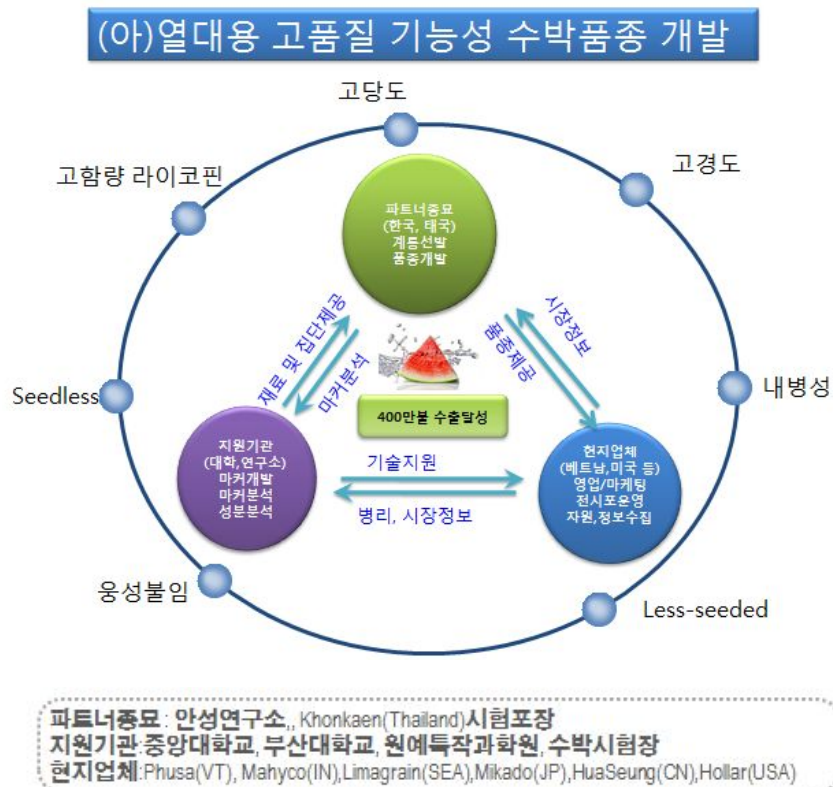 (아)열대용 고품질 기능성 수박품종 개발
고당도
고함량 라이코핀
고경도
파트너종묘
(한국, 태국)
계통선발
품종개발
재료 및 집단제공
마커분석
시장정보
품종제공
Seedless
내병성
400만불 수출달성
지원기관
(대학,연구소)
마커개발
마커분석
성분분석
기술지원
병리, 시장정보
현지업체
(베트남,미국 등)
영업/마케팅
전시포운영
자원,정보수집
웅성불임
Less-seeded
파트너종묘: 안성연구소,, Khonkaen(Thailand)시험포장
지원기관:중앙대학교, 부산대학교, 원예특작과학원, 수박시험장
현지업체:Phusa(VT), Mahyco(IN),Limagrain(SEA),Mikado(JP),HuaSeung(CN),Hollar(USA)